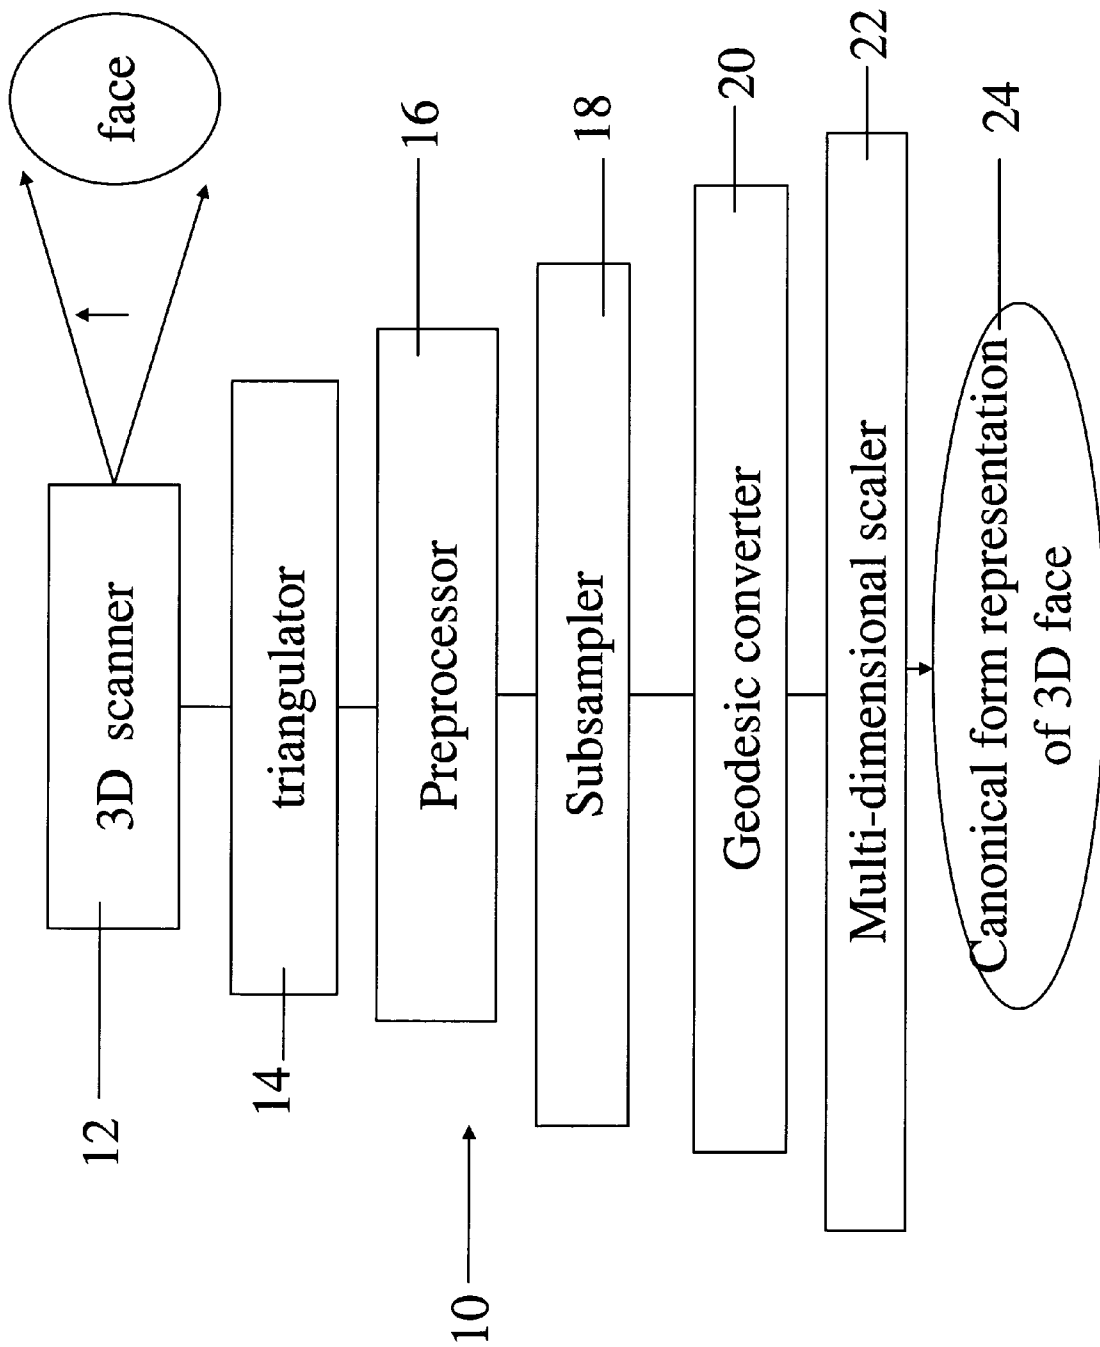 face
12
3D scanner
14
triangulator
Preprocessor
16
10
Subsampler
18
Geodesic converter
20
Multi-dimensional scaler
22
Canonical form representation
of 3D face
24